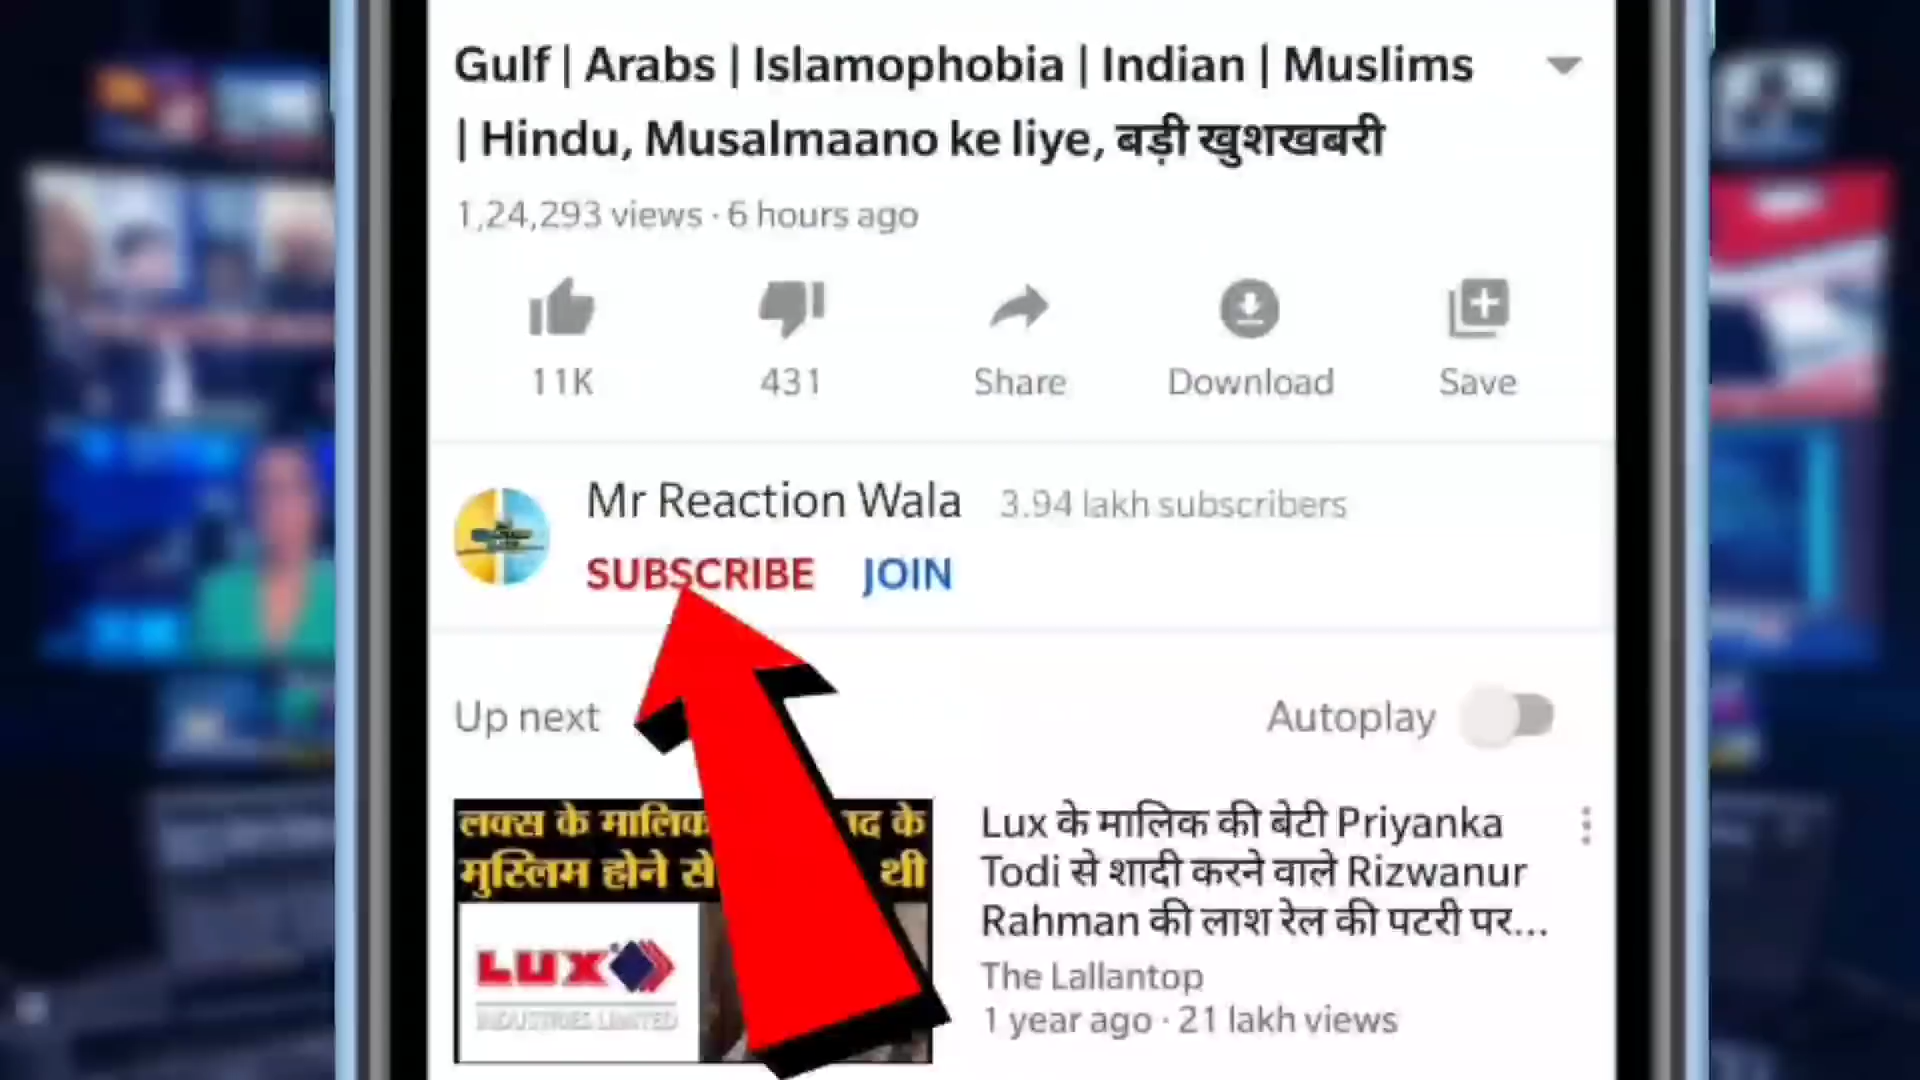 Gulf | Arabs | Islamophobia | Indian | Muslims
| Hindu, Musalmaano ke liye, बड़ी खुशखबरी
1,24,293 views · 6 hours ago
11K
431
Share
Download
Save
Mr Reaction Wala 3.94 lakh subscribers
SUBSCRIBE JOIN
Up next
Autoplay
लक्स के मालिक के
मुस्लिम होने से थी
LUX
INDUSTRIES LIMITED
Lux के मालिक की बेटी Priyanka
Todi से शादी करने वाले Rizwanur
Rahman की लाश रेल की पटरी पर...
The Lallantop
1 year ago · 21 lakh views